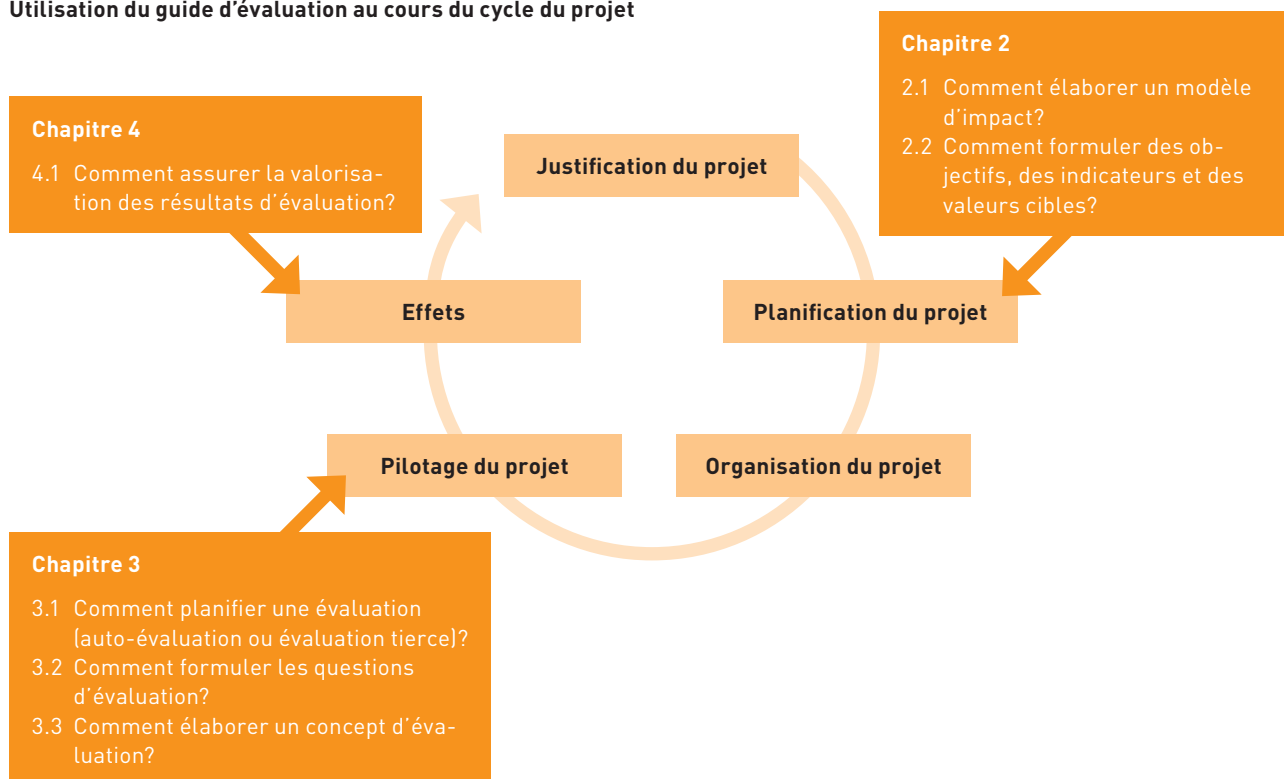 Utilisation du guide d'évaluation au cours du cycle du projet
Chapitre 2
2.1 Comment élaborer un modèle
d'impact?
2.2 Comment formuler des ob-
jectifs, des indicateurs et des
valeurs cibles?
Chapitre 4
4.1 Comment assurer la valorisa-
tion des résultats d'évaluation?
Justification du projet
Effets
Planification du projet
Pilotage du projet
Organisation du projet
Chapitre 3
3.1 Comment planifier une évaluation
(auto-évaluation ou évaluation tierce)?
3.2 Comment formuler les questions
d'évaluation?
3.3 Comment élaborer un concept d'éva-
luation?